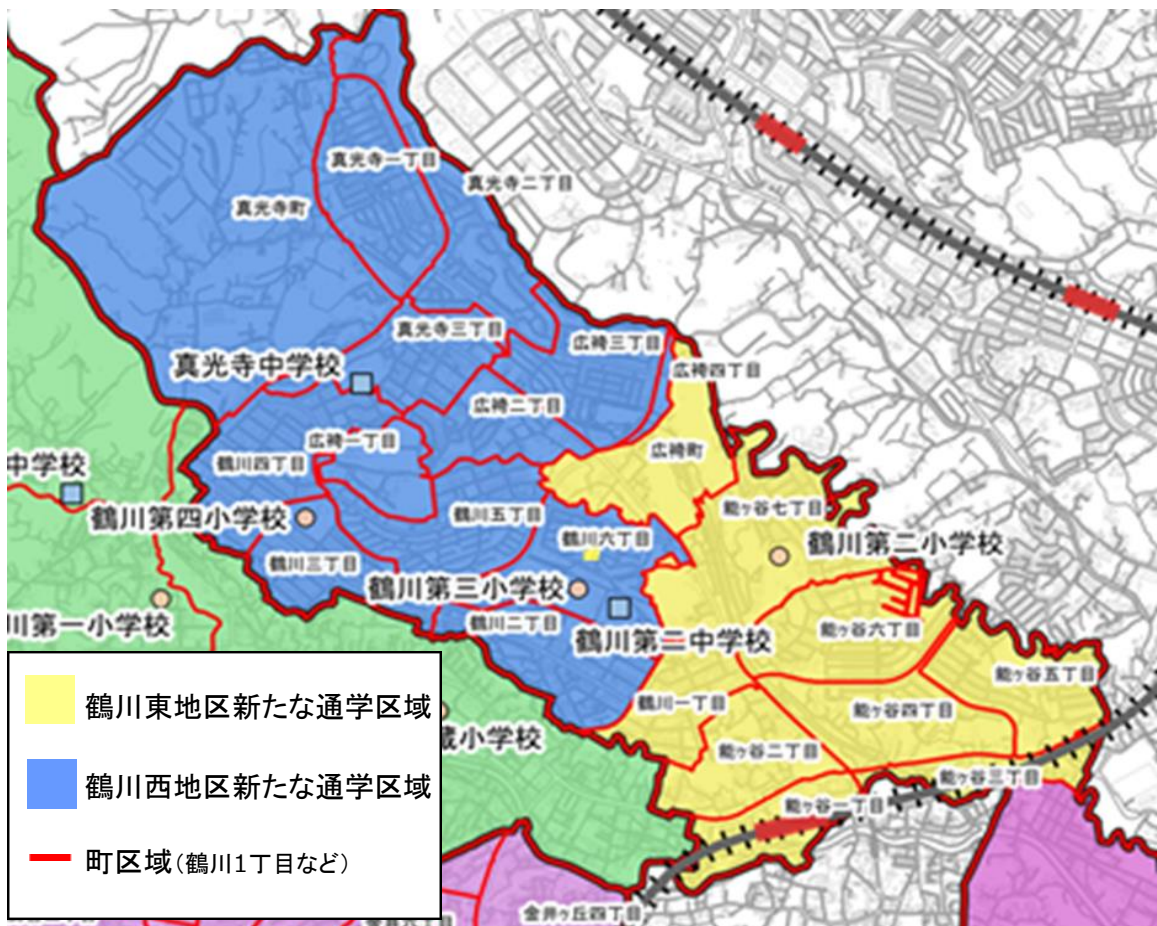 真光寺一丁目
真光寺二丁目
真光寺町
真光寺三丁目
広袴三丁目
真光寺中学校
広袴四丁目
広袴二丁目
広袴一丁目
広袴町
鶴川四丁目
中学校
鶴川第四小学校
鶴川五丁目
能ヶ谷七丁目
鶴川六丁目
鶴川第二小学校
鶴川三丁目
鶴川第三小学校
川第一小学校
鶴川二丁目
鶴川第二中学校
能ヶ谷六丁目
能ヶ谷五丁目
鶴川一丁目
能ヶ谷四丁目
蔵小学校
能ヶ谷二丁目
能ヶ谷三丁目
能ヶ谷一丁目
金井ヶ丘四丁目
鶴川東地区新たな通学区域
鶴川西地区新たな通学区域
町区域(鶴川1丁目など)